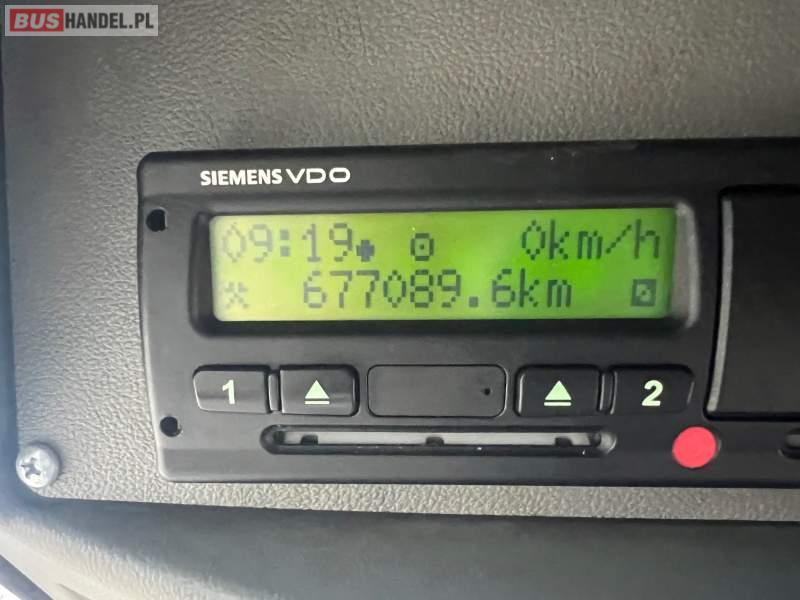 BUSHANDEL.PL
SIEMENS VDO
09:19 0km/h
677089.6km
1 2